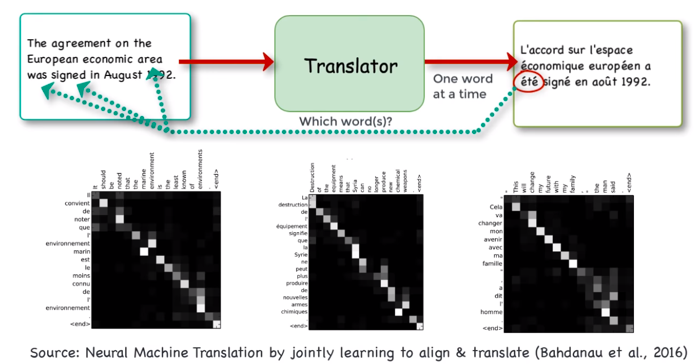 The agreement on the
European economic area
was signed in August 1992.
Translator
One word
at a time
Which word(s)?
L'accord sur l'espace
économique européen a
été signé en août 1992.
It
should
be
noted
that
the
marine
environment
is
the
least
known
of
environments
<end>
Il
convient
de
noter
que
l'
environnement
marin
est
le
moins
connu
de
l'
environnement
<end>
Destruction
of
the
equipment
means
that
Syria
can
no
longer
produce
new
chemical
weapons
<end>
La
destruction
de
l'
équipement
signifie
que
la
Syrie
ne
peut
plus
produire
de
nouvelles
armes
chimiques
<end>
"
This
will
change
my
future
with
my
family
"
the
man
said
<end>
"
Cela
va
changer
mon
avenir
avec
ma
famille
"
a
dit
l'
homme
<end>
Source: Neural Machine Translation by jointly learning to align & translate (Bahdanau et al., 2016)